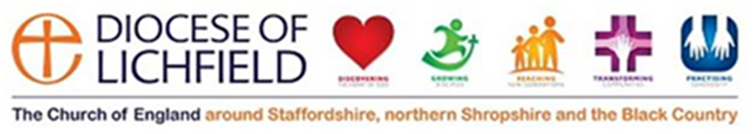 DIOCESE OF
LICHFIELD
DISCOVERING
THE HEART OF GOD
GROWING
DISCIPLES
REACHING
NEW GENERATIONS
TRANSFORMING
COMMUNITIES
PRACTISING
GENEROSITY
The Church of England around Staffordshire, northern Shropshire and the Black Country